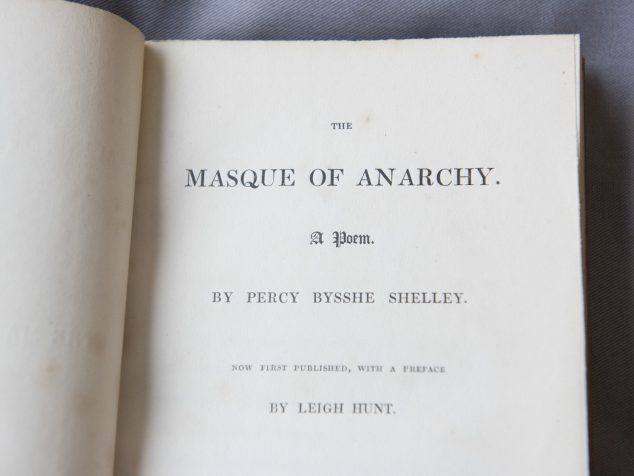 THE
MASQUE OF ANARCHY.
A Poem.
BY PERCY BYSSHE SHELLEY.
NOW FIRST PUBLISHED, WITH A PREFACE
BY LEIGH HUNT.